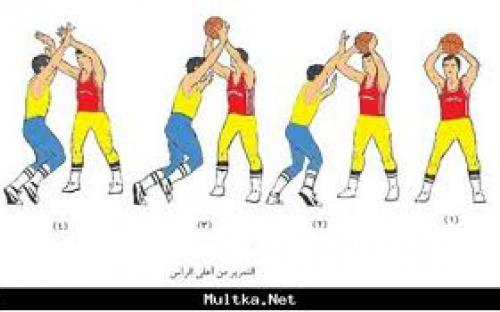 (١) (٢) (٣) (٤)
التمرير من أعلى الرأس
Multka.Net